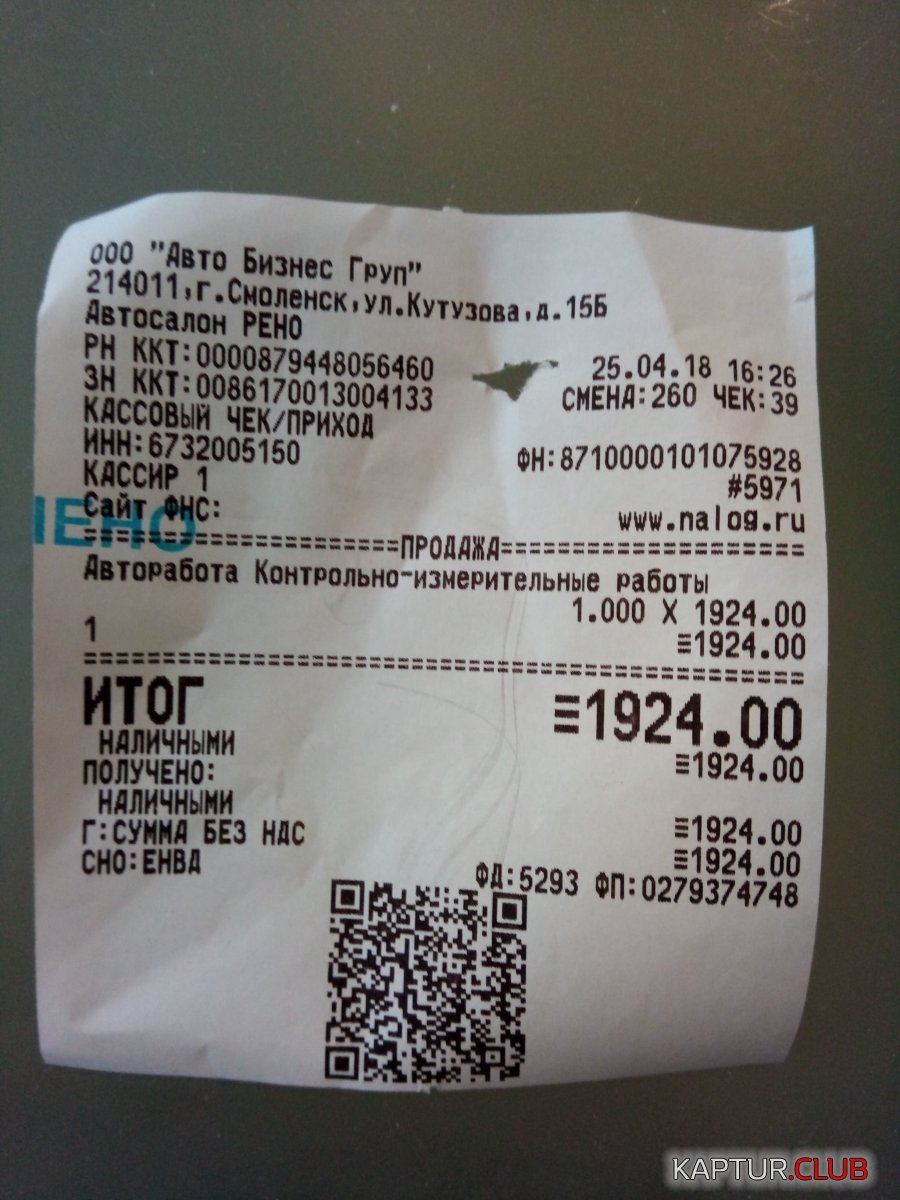 ООО "Авто Бизнес Груп"
214011,г.Смоленск,ул.Кутузова,д.15Б
Автосалон РЕНО
РН ККТ:0000879448056460 25.04.18 16:26
ЗН ККТ:00861700130041​33 СМЕНА:260 ЧЕК:39
КАССОВЫЙ ЧЕК/ПРИХОД
ИНН:6732005150 ФН:8710000101075928
КАССИР 1 #5971
Сайт ФНС: www.nalog.ru
ЕНО
====================ПРОДАЖА====================
Авторабота Контрольно-измерительные работы
1.000 X 1924.00
1 ≡1924.00
ИТОГ ≡1924.00
НАЛИЧНЫМИ ≡1924.00
ПОЛУЧЕНО:
НАЛИЧНЫМИ ≡1924.00
Г:СУММА БЕЗ НДС ≡1924.00
СНО:ЕНВД
ФД:5293 ФП:0279374748
KAPTUR.CLUB